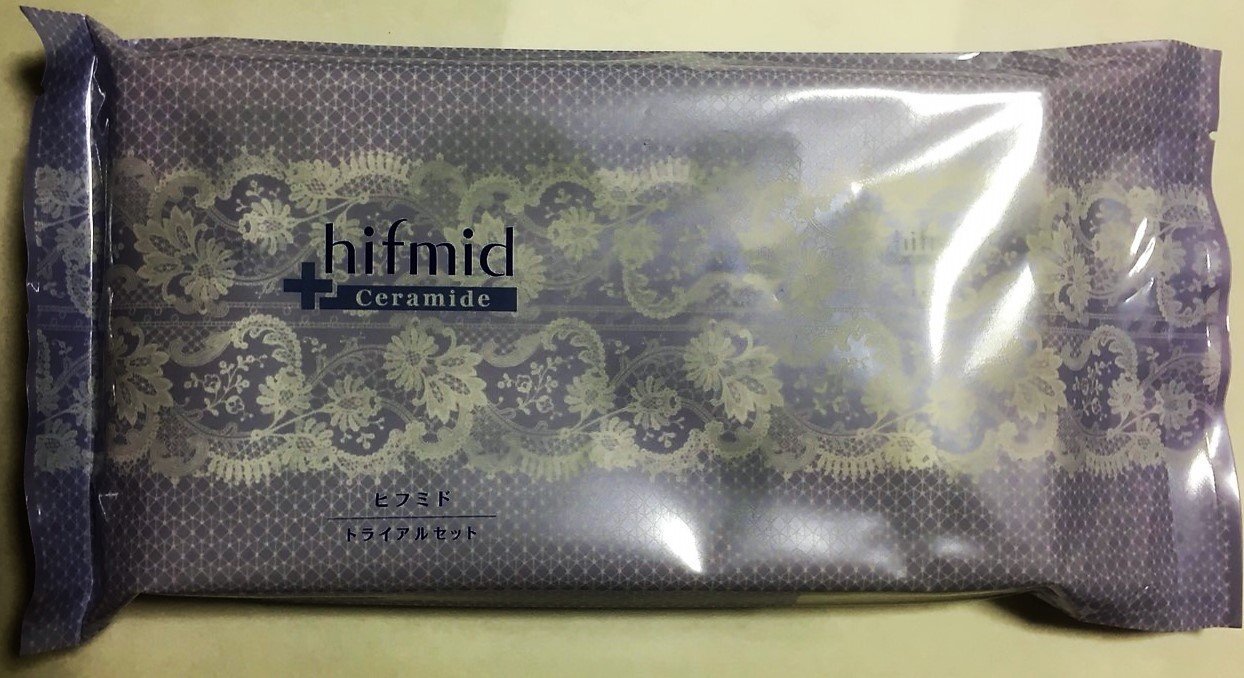 hifmid
Ceramide
ヒフミド
トライアルセット